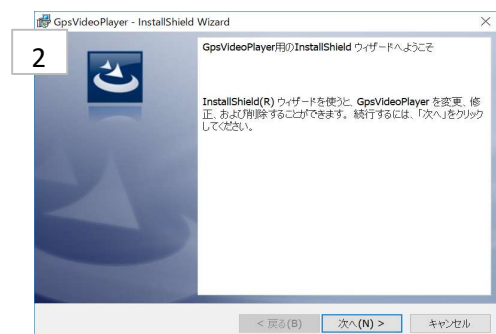 GpsVideoPlayer - InstallShield Wizard
2
GpsVideoPlayer用のInstallShield ウィザードへようこそ
InstallShield(R) ウィザードを使うと、GpsVideoPlayer を変更、修
正、および削除することができます。続行するには、「次へ」をクリック
してください。
< 戻る(B)
次へ(N) >
キャンセル